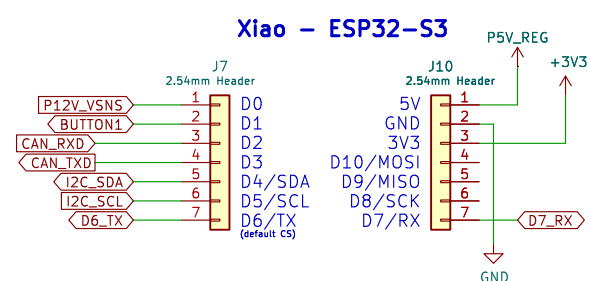 Xiao - ESP32-S3
P5V_REG
+3V3
J7
2.54mm Header
J10
2.54mm Header
P12V_VSNS 1 D0
BUTTON1 2 D1
CAN_RXD 3 D2
CAN_TXD 4 D3
I2C_SDA 5 D4/SDA
I2C_SCL 6 D5/SCL
D6_TX 7 D6/TX
(default CS)
5V 1
GND 2
3V3 3
D10/MOSI 4
D9/MISO 5
D8/SCK 6
D7/RX 7 D7_RX
GND